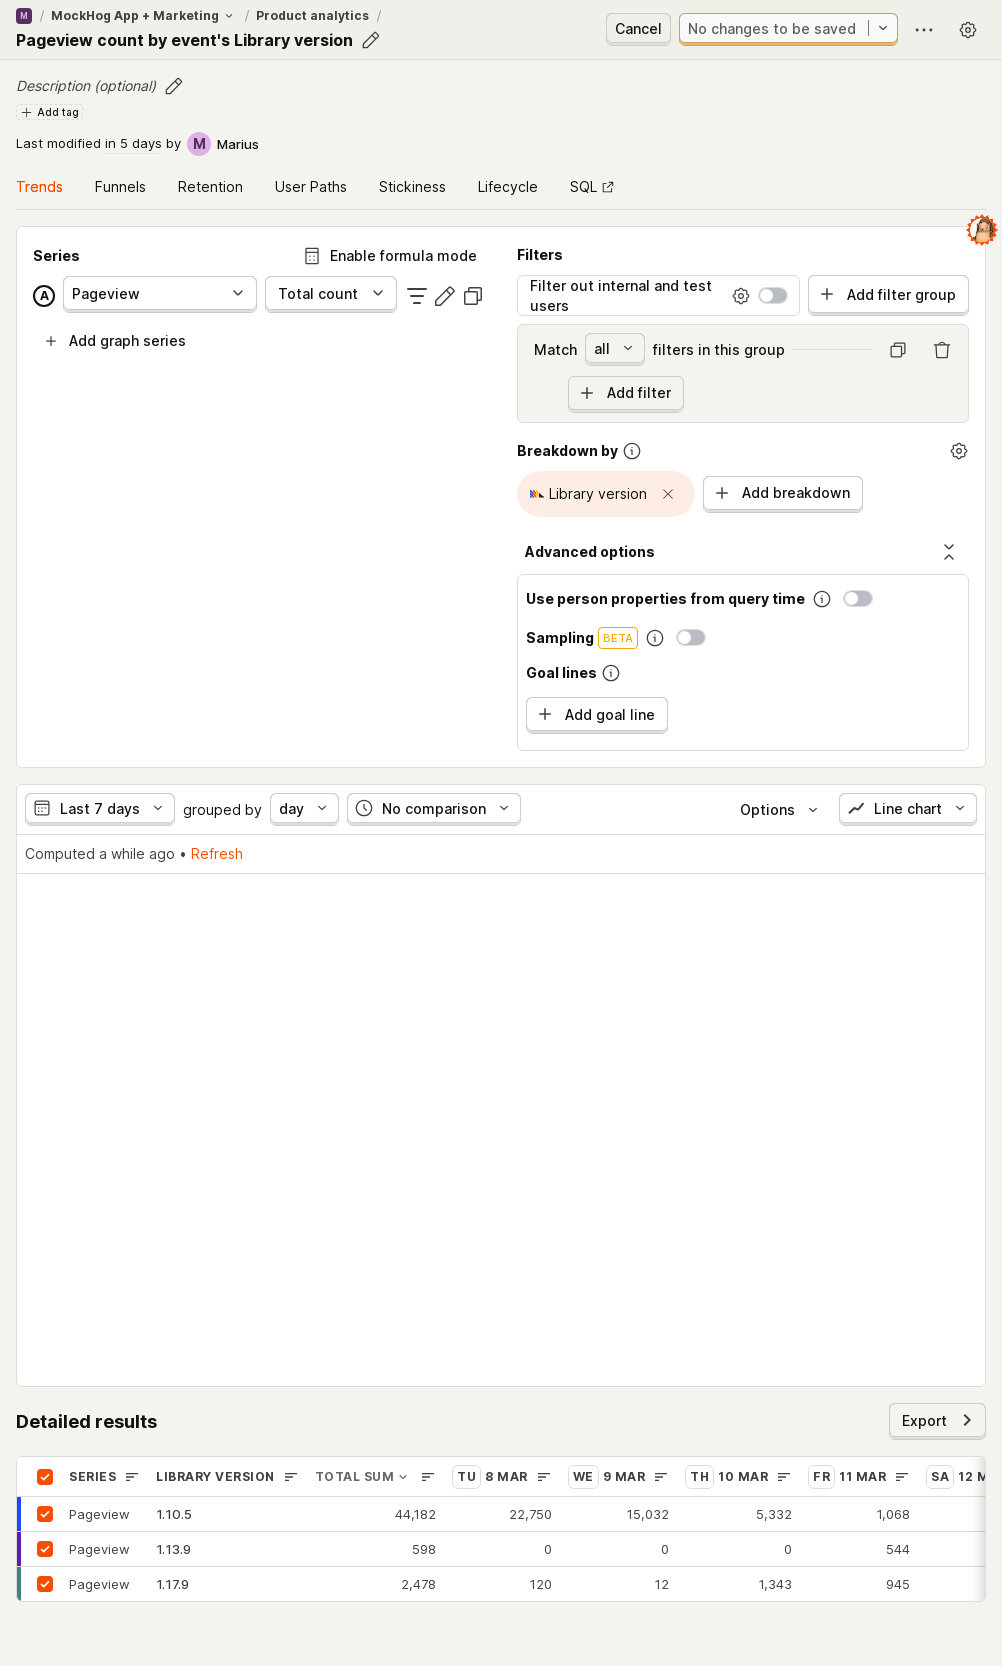 M / MockHog App + Marketing / Product analytics /
Pageview count by event's Library version
Cancel
No changes to be saved
Description (optional)
Add tag
Last modified in 5 days by M Marius
Trends Funnels Retention User Paths Stickiness Lifecycle SQL
Series
Enable formula mode
A Pageview Total count
Add graph series
Filters
Filter out internal and test
users
Add filter group
Match all filters in this group
Add filter
Breakdown by
Library version
Add breakdown
Advanced options
Use person properties from query time
Sampling BETA
Goal lines
Add goal line
Last 7 days grouped by day No comparison Options Line chart
Computed a while ago • Refresh
Detailed results
Export
SERIES LIBRARY VERSION TOTAL SUM TU 8 MAR WE 9 MAR TH 10 MAR FR 11 MAR SA 12 M
Pageview 1.10.5 44,182 22,750 15,032 5,332 1,068
Pageview 1.13.9 598 0 0 0 544
Pageview 1.17.9 2,478 120 12 1,343 945